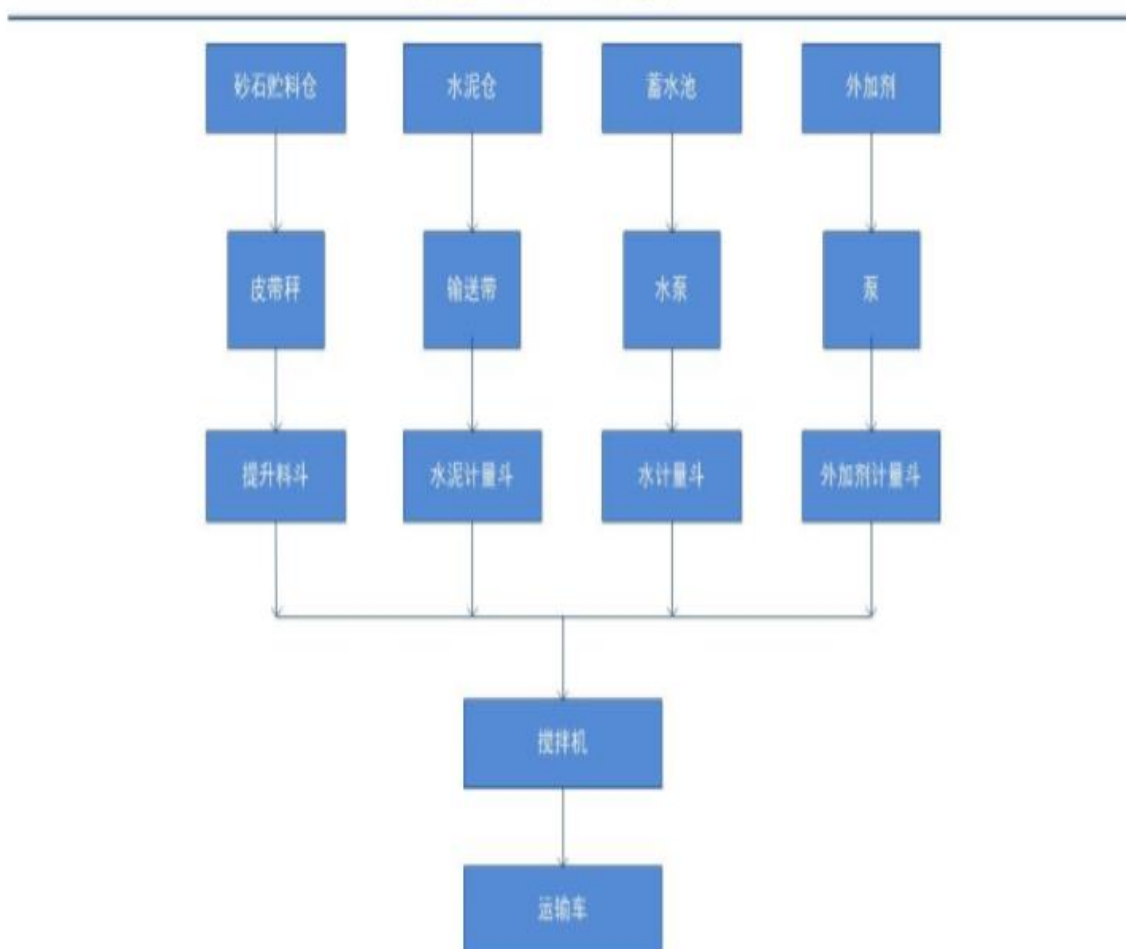 砂石贮料仓
水泥仓
蓄水池
外加剂
皮带秤
输送带
水泵
泵
提升料斗
水泥计量斗
水计量斗
外加剂计量斗
搅拌机
运输车